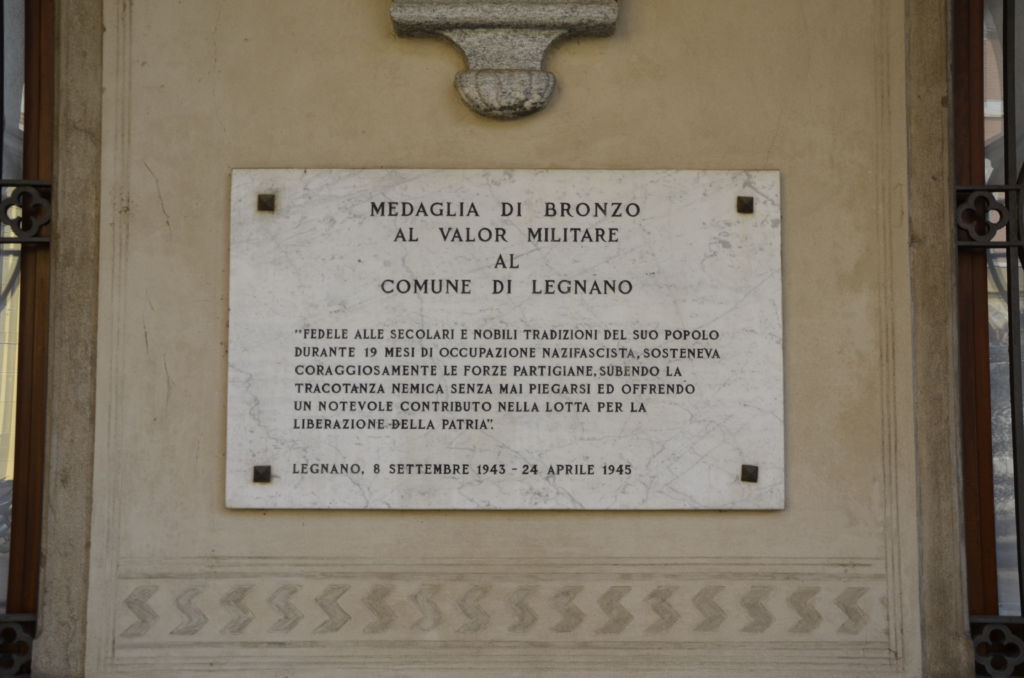 MEDAGLIA DI BRONZO
AL VALOR MILITARE
AL
COMUNE DI LEGNANO
"FEDELE ALLE SECOLARI E NOBILI TRADIZIONI DEL SUO POPOLO
DURANTE 19 MESI DI OCCUPAZIONE NAZIFASCISTA, SOSTENEVA
CORAGGIOSAMENTE LE FORZE PARTIGIANE, SUBENDO LA
TRACOTANZA NEMICA SENZA MAI PIEGARSI ED OFFRENDO
UN NOTEVOLE CONTRIBUTO NELLA LOTTA PER LA
LIBERAZIONE DELLA PATRIA".
LEGNANO, 8 SETTEMBRE 1943 - 24 APRILE 1945